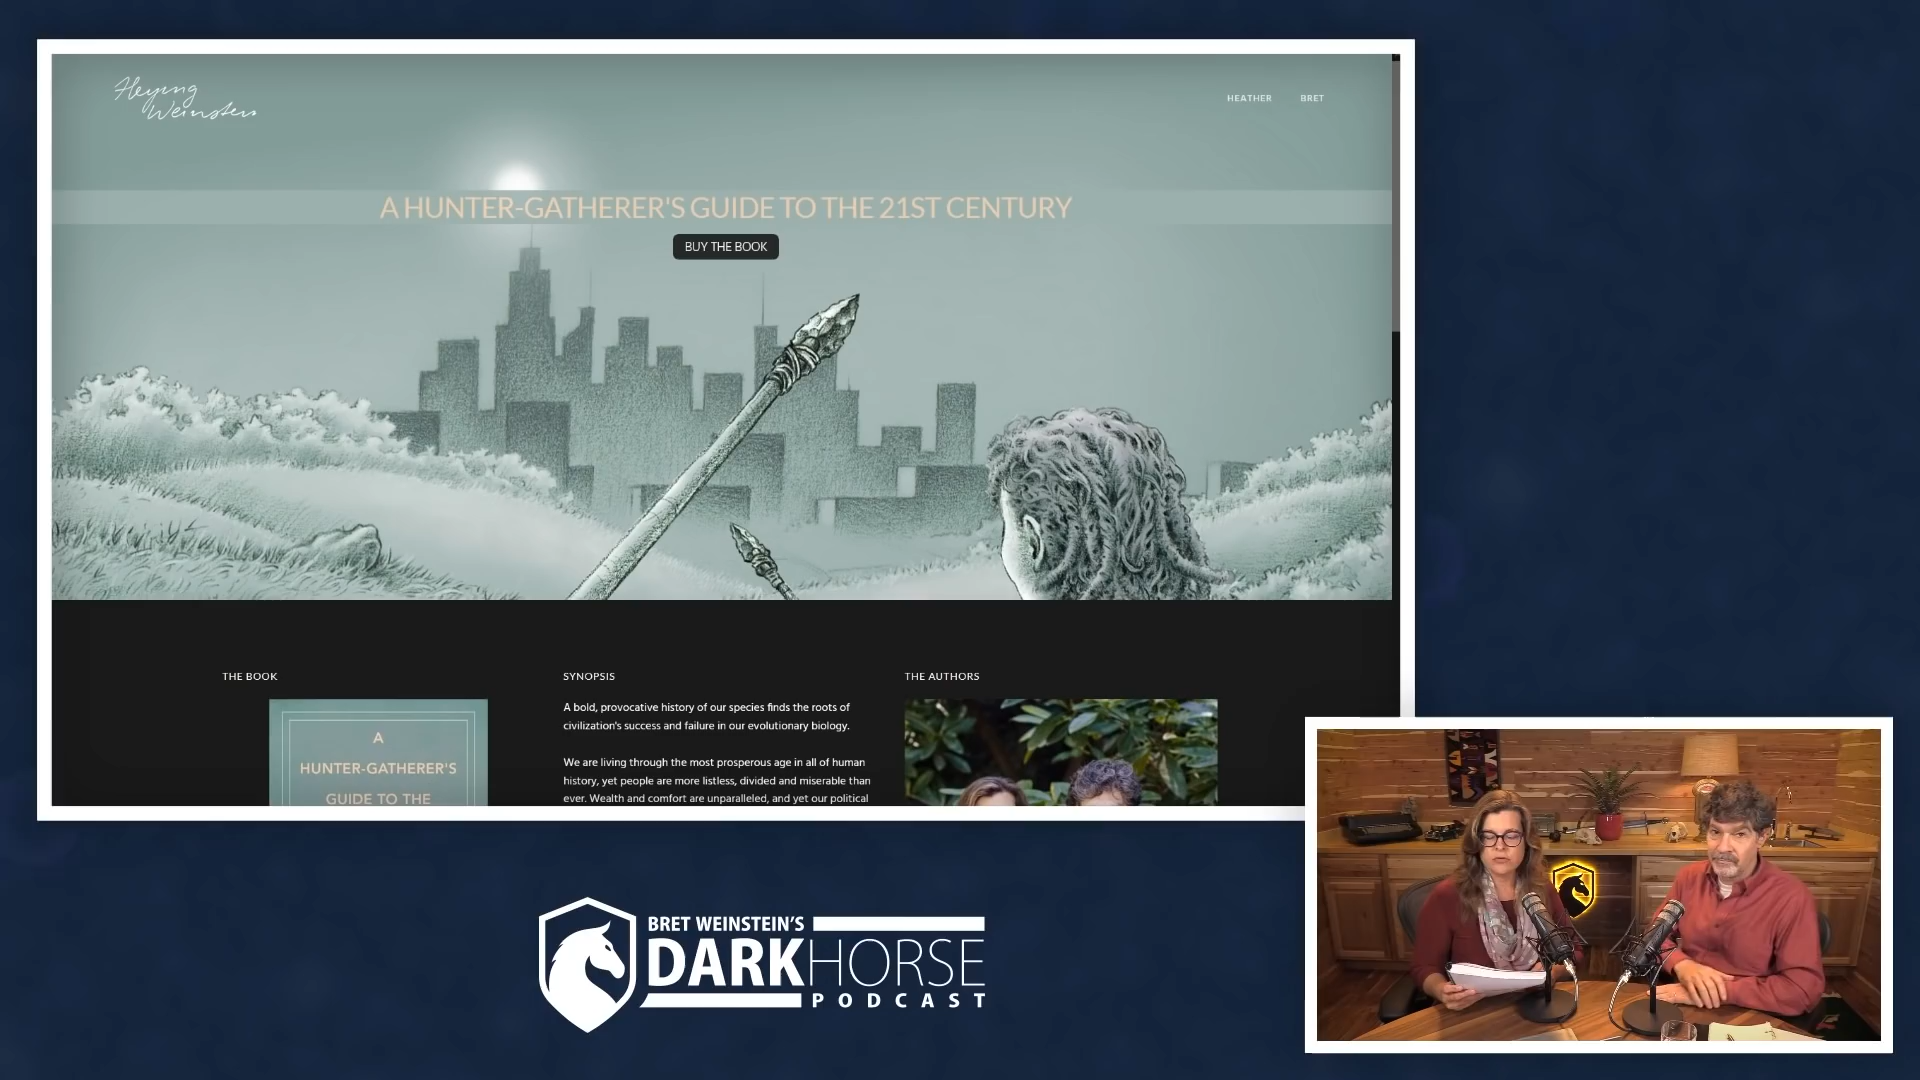 Heying
Weinstein
HEATHER BRET
A HUNTER-GATHERER'S GUIDE TO THE 21ST CENTURY
BUY THE BOOK
THE BOOK
A
HUNTER-GATHERER'S
GUIDE TO THE
SYNOPSIS
A bold, provocative history of our species finds the roots of
civilization's success and failure in our evolutionary biology.
We are living through the most prosperous age in all of human
history, yet people are more listless, divided and miserable than
ever. Wealth and comfort are unparalleled, and yet our political
THE AUTHORS
BRET WEINSTEIN'S
DARKHORSE
PODCAST